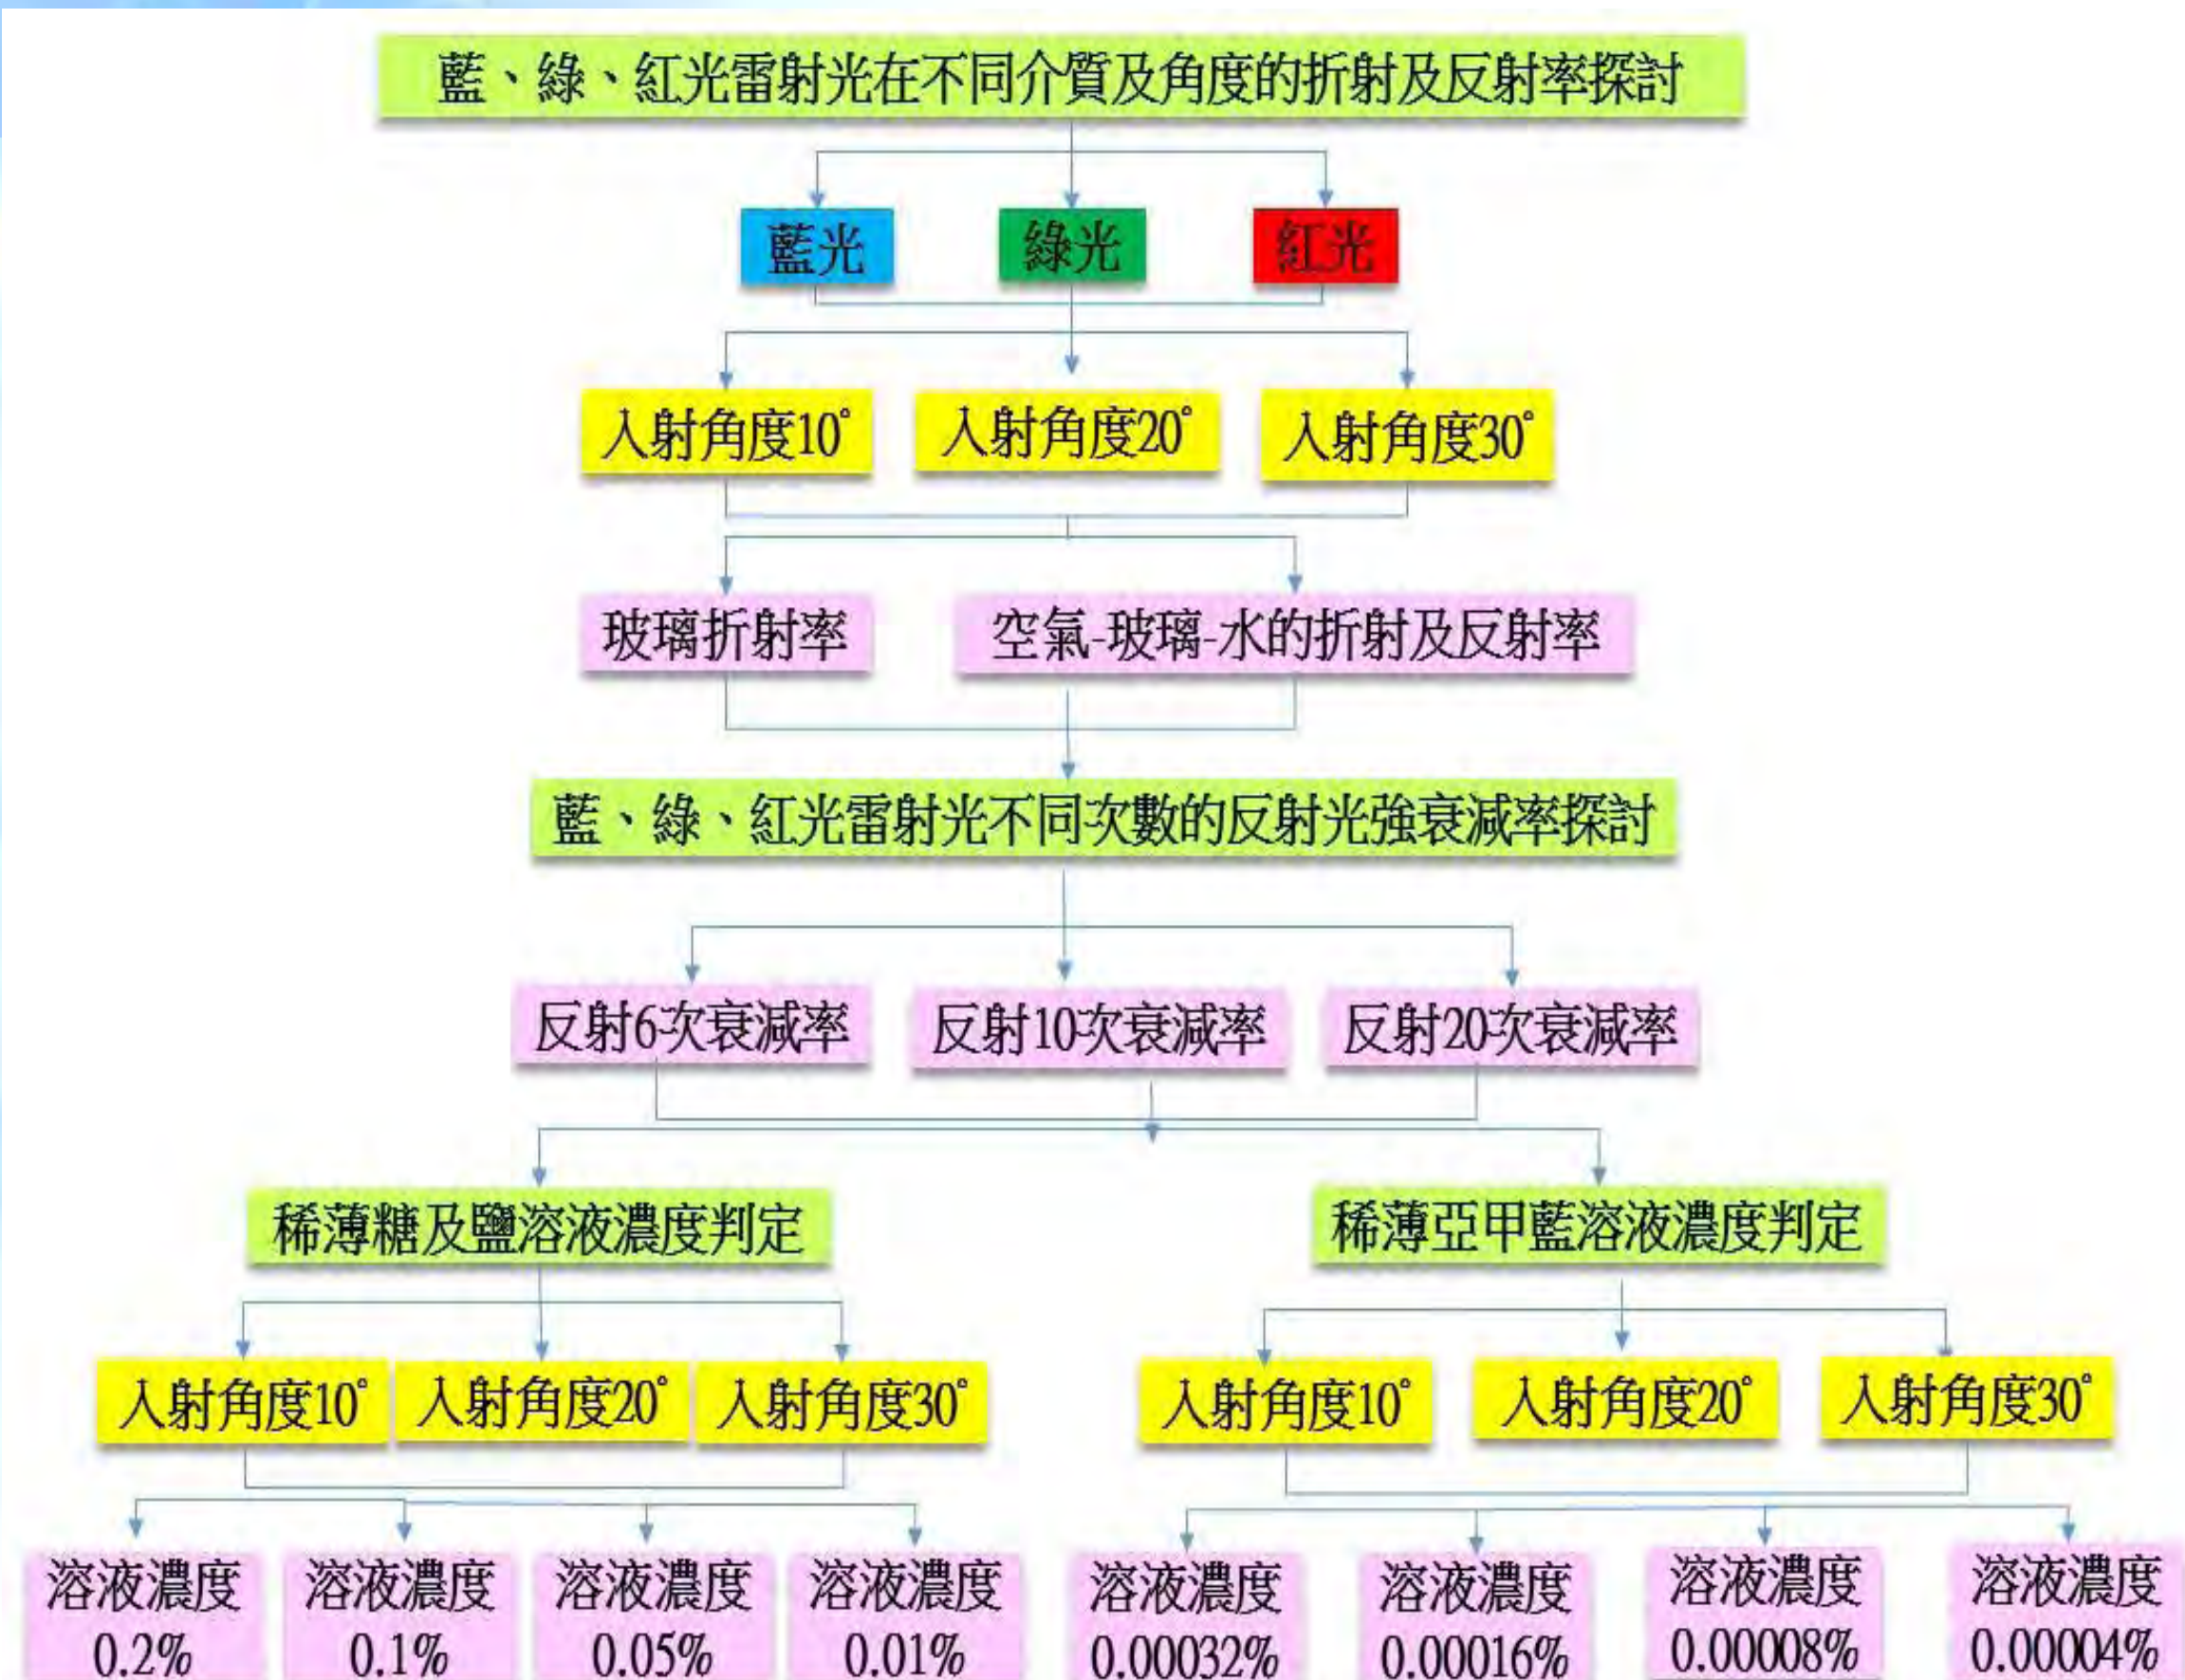 藍、綠、紅光雷射光在不同介質及角度的折射及反射率探討
藍光
綠光
紅光
入射角度10°
入射角度20°
入射角度30°
玻璃折射率
空氣-玻璃-水的折射及反射率
藍、綠、紅光雷射光不同次數的反射光強衰減率探討
反射6次衰減率
反射10次衰減率
反射20次衰減率
稀薄糖及鹽溶液濃度判定
稀薄亞甲藍溶液濃度判定
入射角度10°
入射角度20°
入射角度30°
入射角度10°
入射角度20°
入射角度30°
溶液濃度
0.2%
溶液濃度
0.1%
溶液濃度
0.05%
溶液濃度
0.01%
溶液濃度
0.00032%
溶液濃度
0.00016%
溶液濃度
0.00008%
溶液濃度
0.00004%